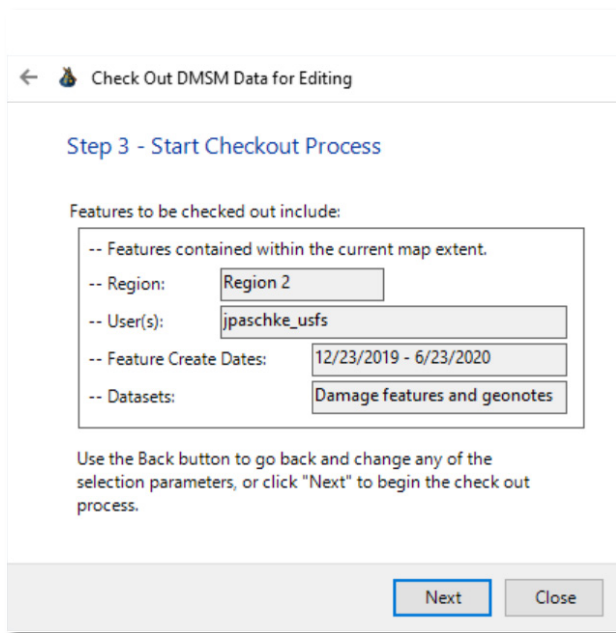 Check Out DMSM Data for Editing
Step 3 - Start Checkout Process
Features to be checked out include:
-- Features contained within the current map extent.
-- Region: Region 2
-- User(s): jpaschke_usfs
-- Feature Create Dates: 12/23/2019 - 6/23/2020
-- Datasets: Damage features and geonotes
Use the Back button to go back and change any of the
selection parameters, or click "Next" to begin the check out
process.
Next Close